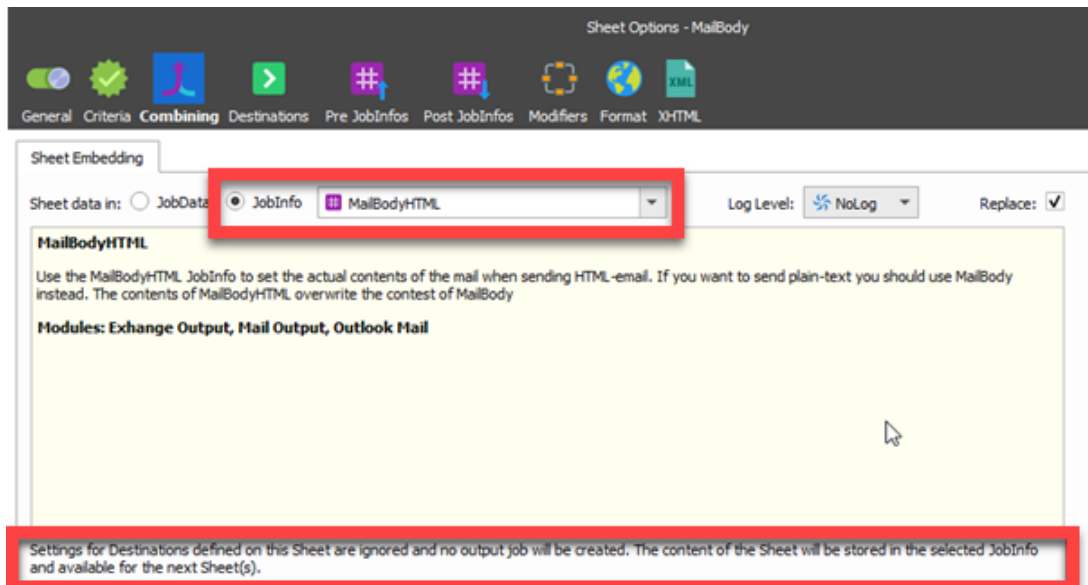 Sheet Options - MailBody
General Criteria Combining Destinations Pre JobInfos Post JobInfos Modifiers Format XHTML
XML
Sheet Embedding
Sheet data in: JobData JobInfo MailBodyHTML Log Level: NoLog Replace:
MailBodyHTML
Use the MailBodyHTML JobInfo to set the actual contents of the mail when sending HTML-email. If you want to send plain-text you should use MailBody
instead. The contents of MailBodyHTML overwrite the contest of MailBody
Modules: Exhange Output, Mail Output, Outlook Mail
Settings for Destinations defined on this Sheet are ignored and no output job will be created. The content of the Sheet will be stored in the selected JobInfo
and available for the next Sheet(s).